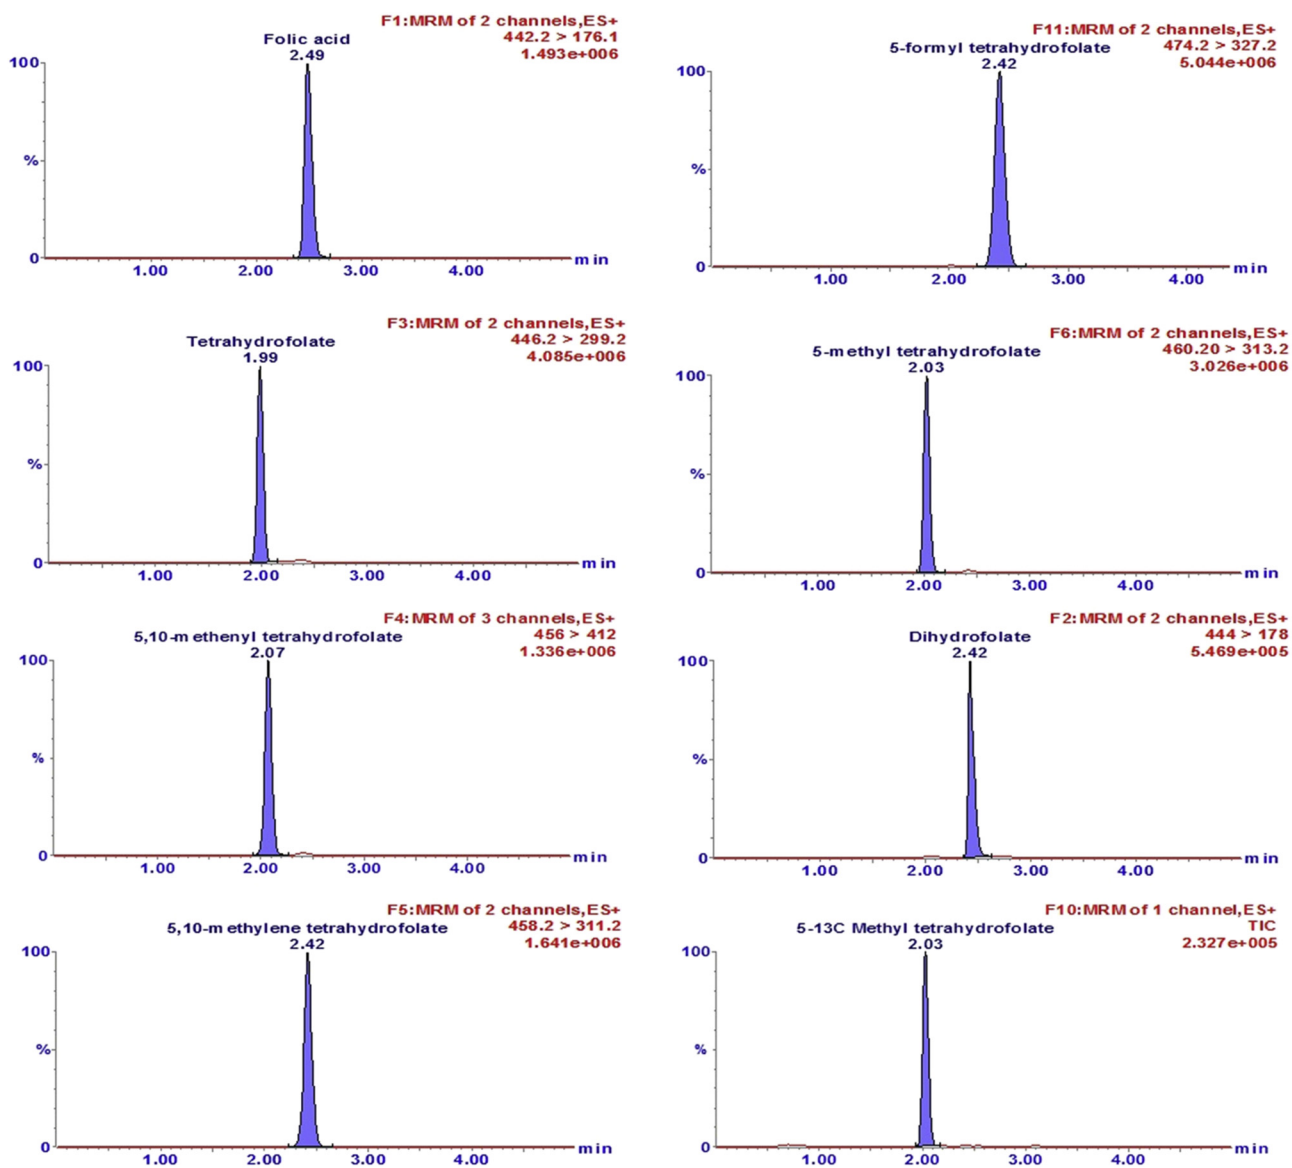 F1:MRM of 2 channels,ES+
442.2 > 176.1
1.493e+006
Folic acid
2.49
100
%
0
1.00 2.00 3.00 4.00 min
F11:MRM of 2 channels,ES+
474.2 > 327.2
5.044e+006
5-formyl tetrahydrofolate
2.42
100
%
0
1.00 2.00 3.00 4.00 min
F3:MRM of 2 channels,ES+
446.2 > 299.2
4.085e+006
Tetrahydrofolate
1.99
100
%
0
1.00 2.00 3.00 4.00 min
F6:MRM of 2 channels,ES+
460.20 > 313.2
3.026e+006
5-methyl tetrahydrofolate
2.03
100
%
0
1.00 2.00 3.00 4.00 min
F4:MRM of 3 channels,ES+
456 > 412
1.336e+006
5,10-methenyl tetrahydrofolate
2.07
100
%
0
1.00 2.00 3.00 4.00 min
F2:MRM of 2 channels,ES+
444 > 178
5.469e+005
Dihydrofolate
2.42
100
%
0
1.00 2.00 3.00 4.00 min
F5:MRM of 2 channels,ES+
458.2 > 311.2
1.641e+006
5,10-methylene tetrahydrofolate
2.42
100
%
0
1.00 2.00 3.00 4.00 min
F10:MRM of 1 channel,ES+
TIC
2.327e+005
5-13C Methyl tetrahydrofolate
2.03
100
%
0
1.00 2.00 3.00 4.00 min